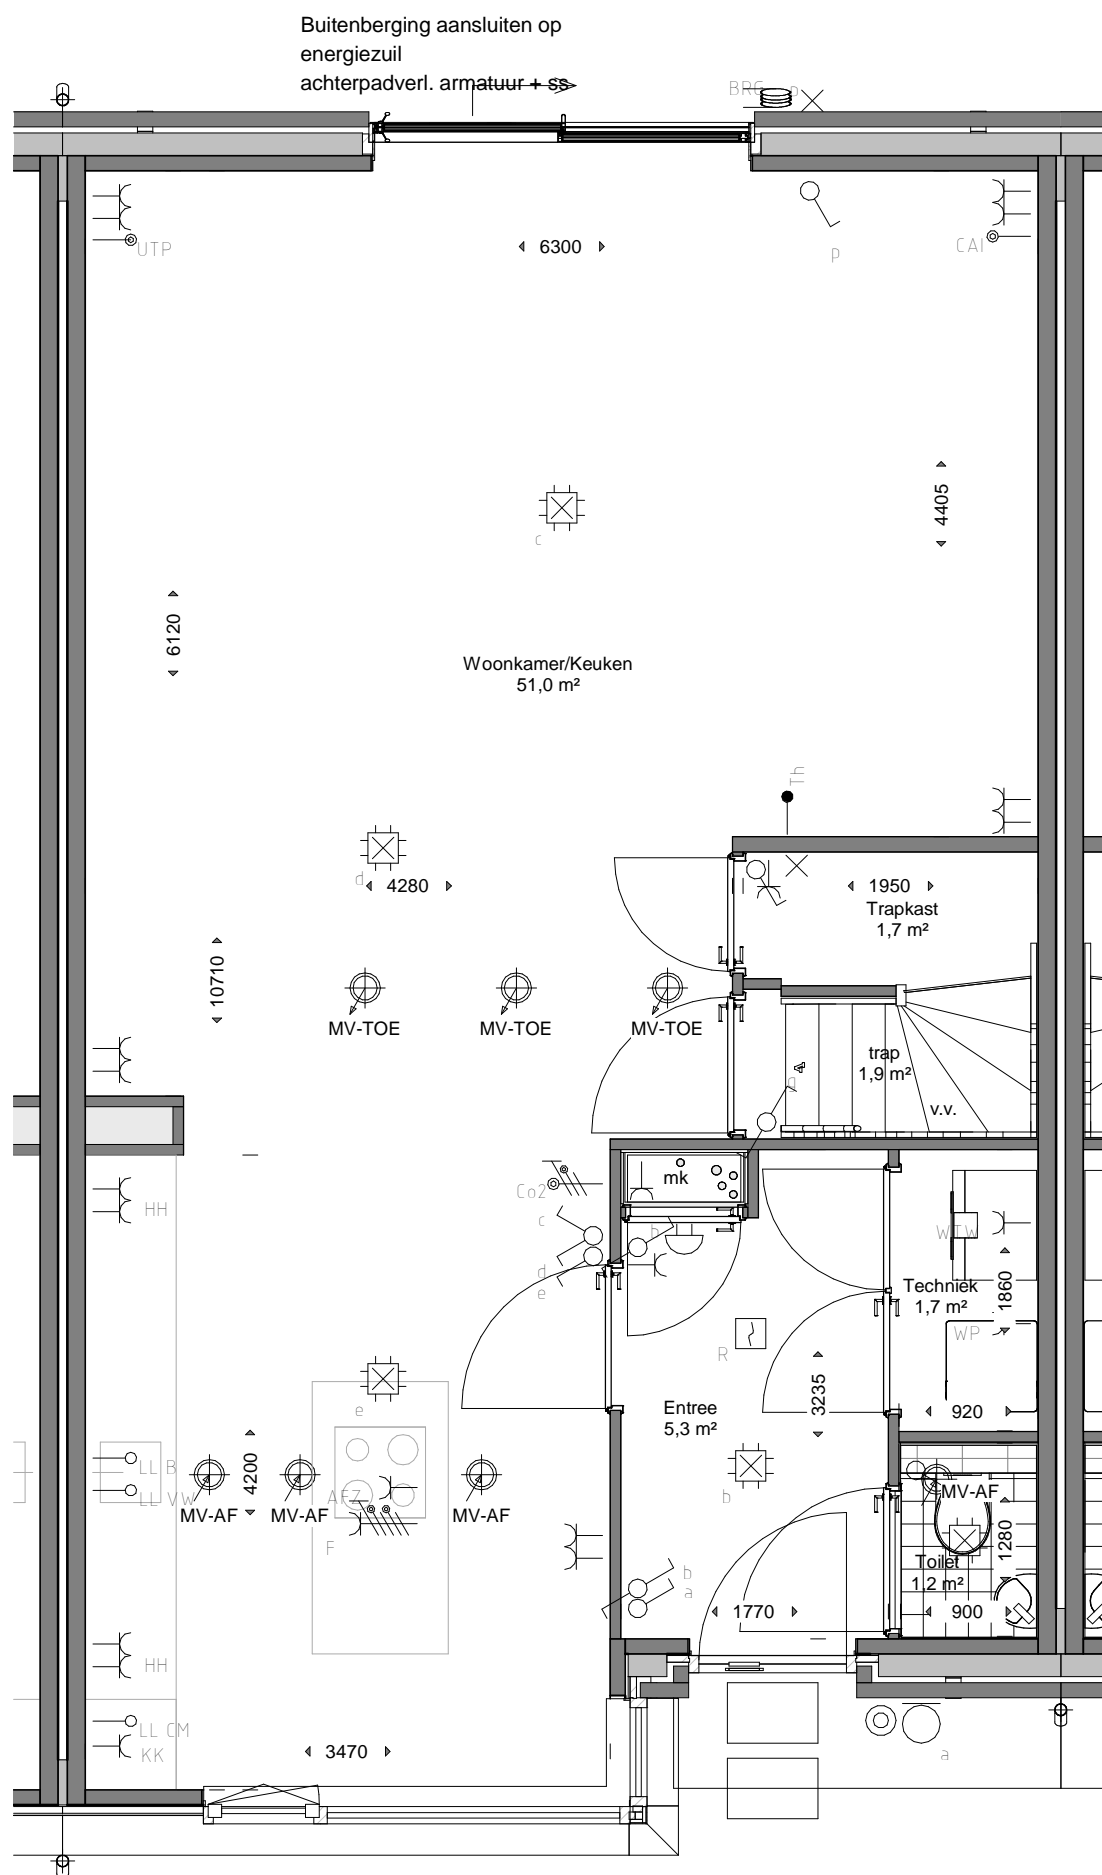 Buitenberging aansluiten op
energiezuil
achterpadverl. armatuur + ss
BRG p
UTP
6300
p
CAI
4405
c
6120
Woonkamer/Keuken
51,0 m²
Th
d
4280
1950
Trapkast
1,7 m²
10710
MV-TOE
MV-TOE
MV-TOE
trap
1,9 m²
v.v.
g
mk
Co2
HH
c
b
d
e
WTW
Techniek
1,7 m²
1860
WP
R
3235
e
Entree
5,3 m²
920
LL B
LL VW
4200
AFZ
MV-AF
MV-AF
MV-AF
MV-AF
b
F
1280
Toilet
1,2 m²
b
a
1770
900
HH
LL CM
KK
3470
a